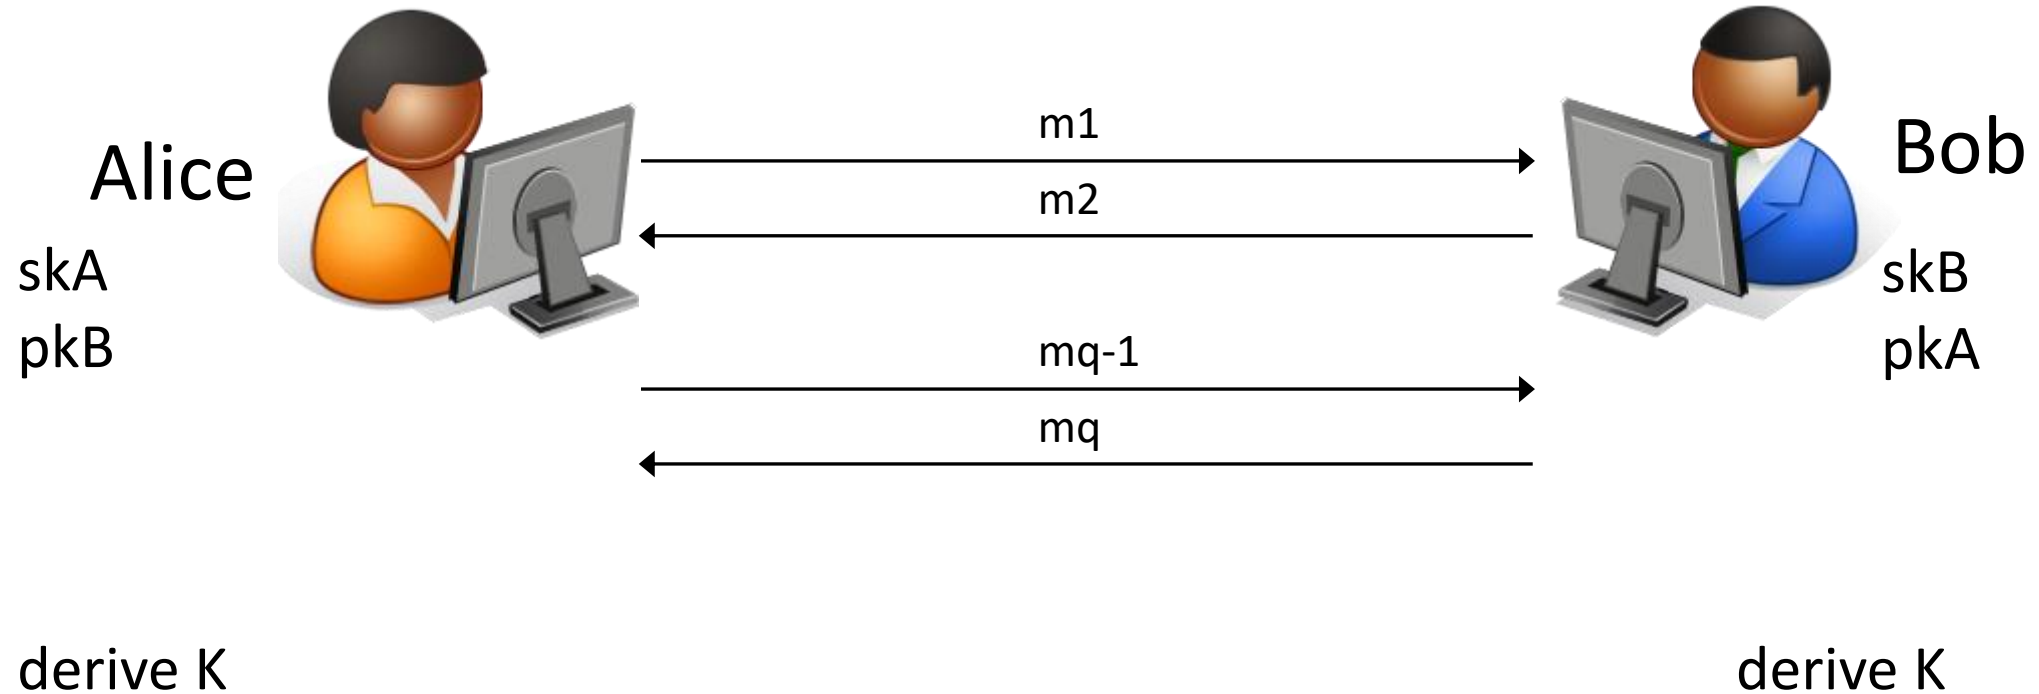 Alice
skA
pkB
m1
m2
mq-1
mq
Bob
skB
pkA
derive K
derive K